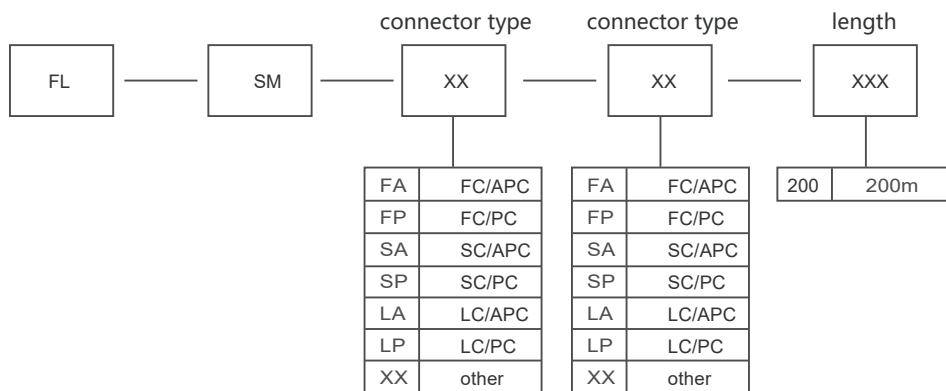 connector type connector type length
FL SM XX XX XXX
FA FC/APC FA FC/APC 200 200m
FP FC/PC FP FC/PC
SA SC/APC SA SC/APC
SP SC/PC SP SC/PC
LA LC/APC LA LC/APC
LP LC/PC LP LC/PC
XX other XX other